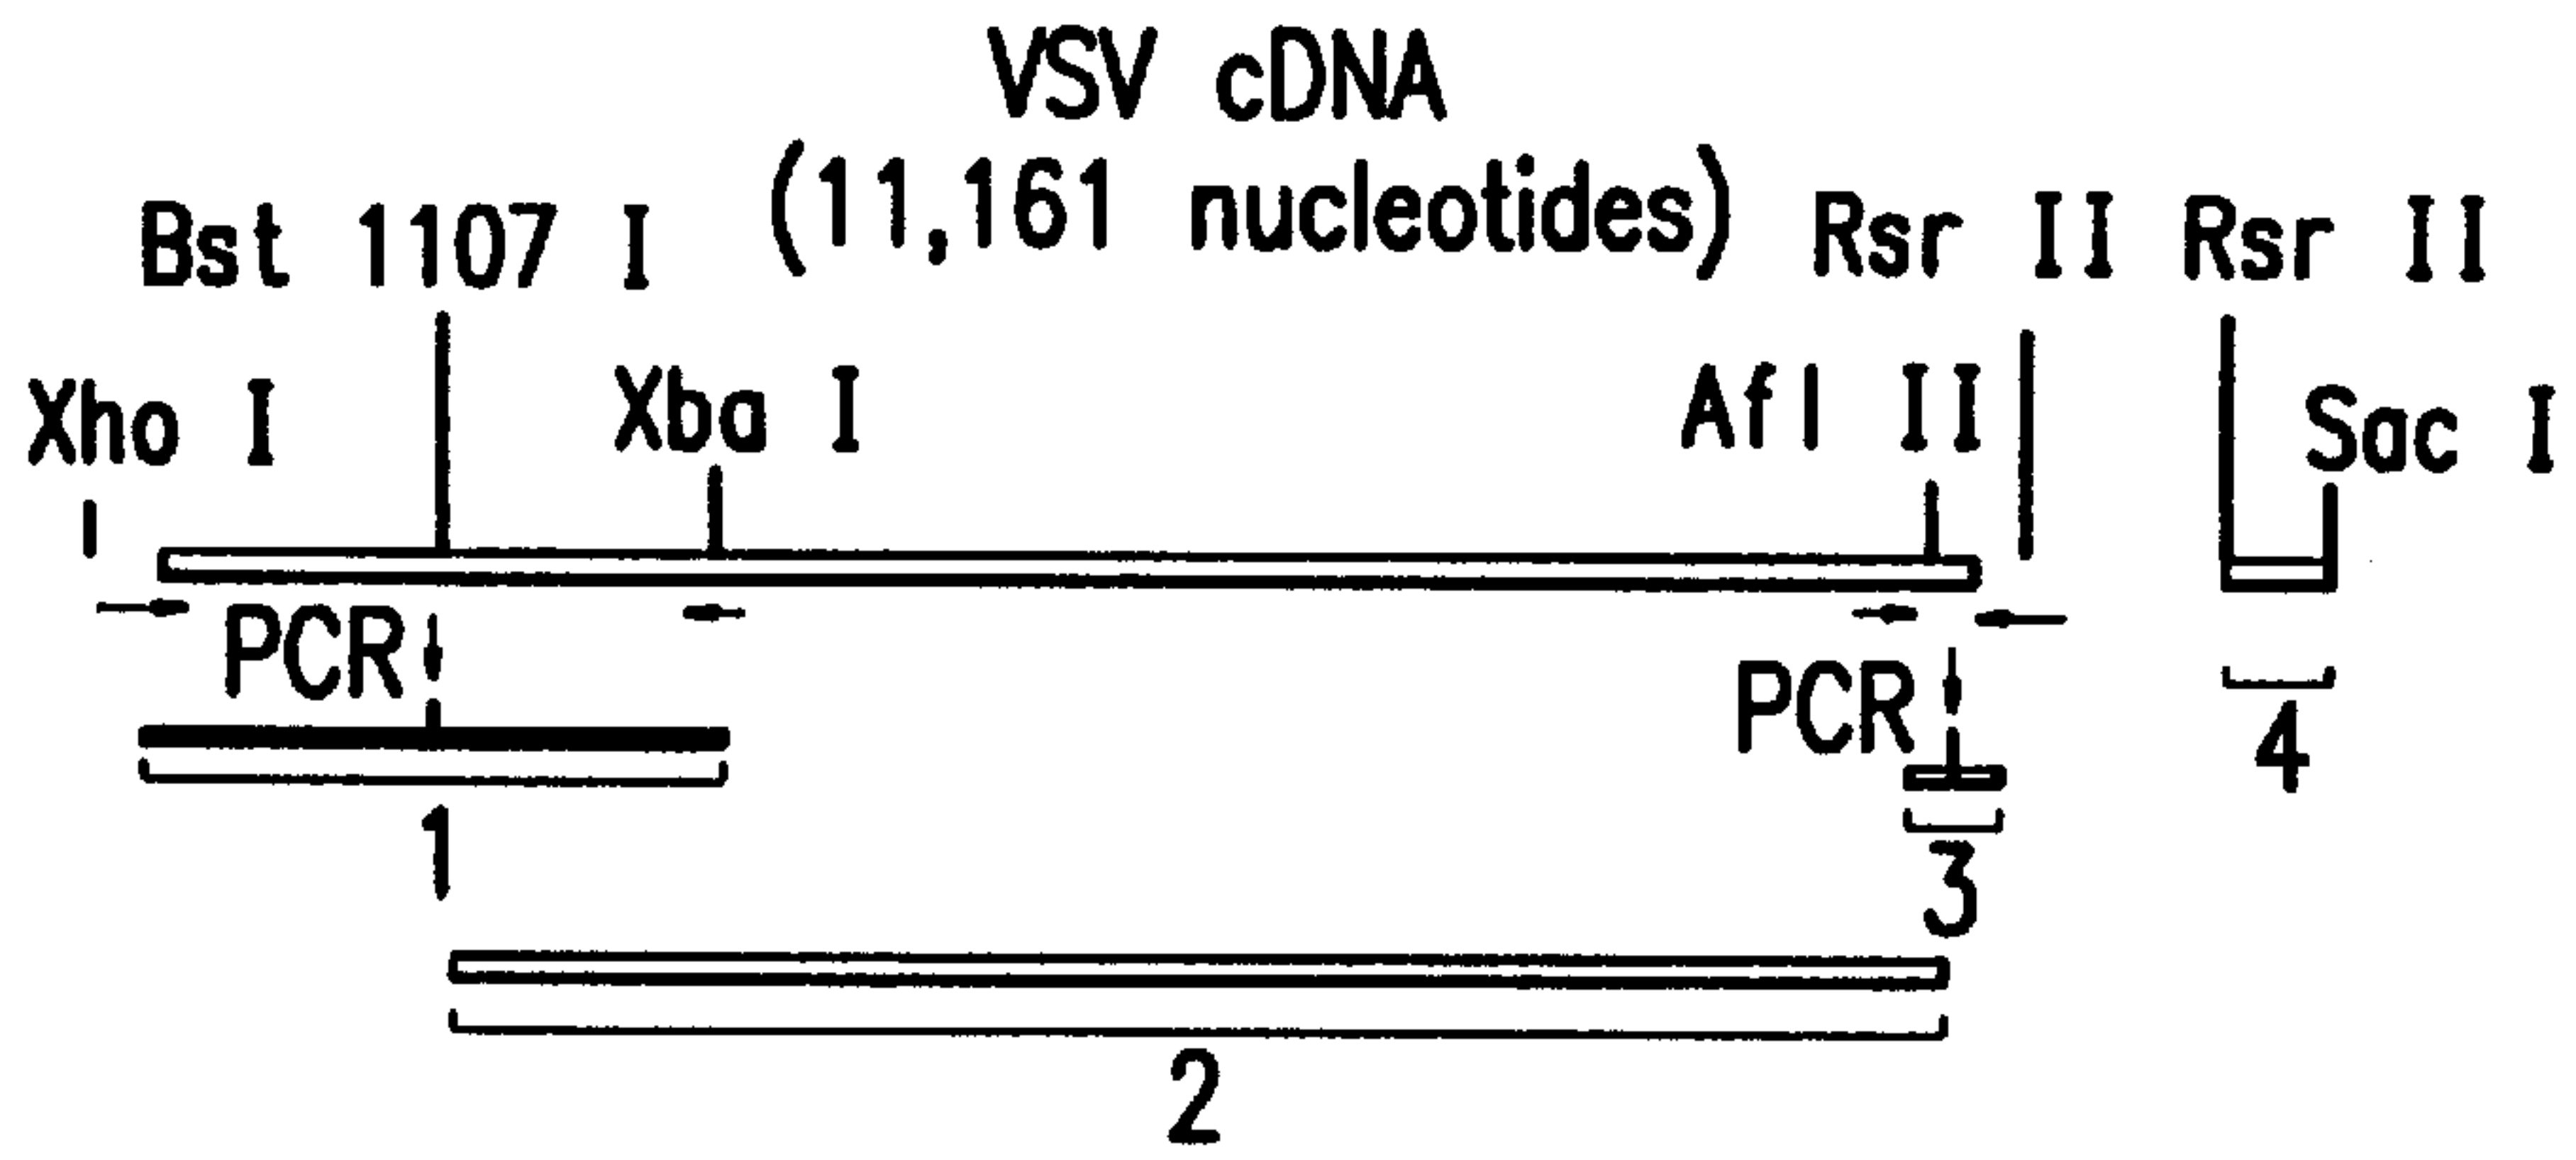 VSV cDNA
(11,161 nucleotides)
Bst 1107 I
Rsr II
Rsr II
Xho I
Xba I
Afl II
Sac I
PCR
PCR
1
3
4
2